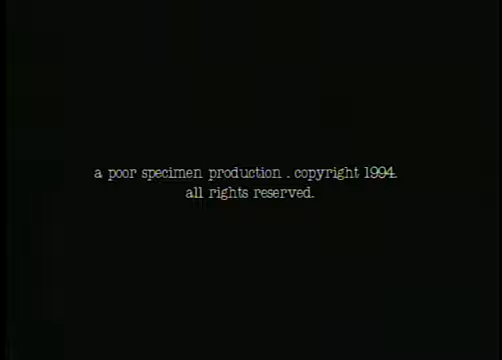 a poor specimen production . copyright 1994.
all rights reserved.